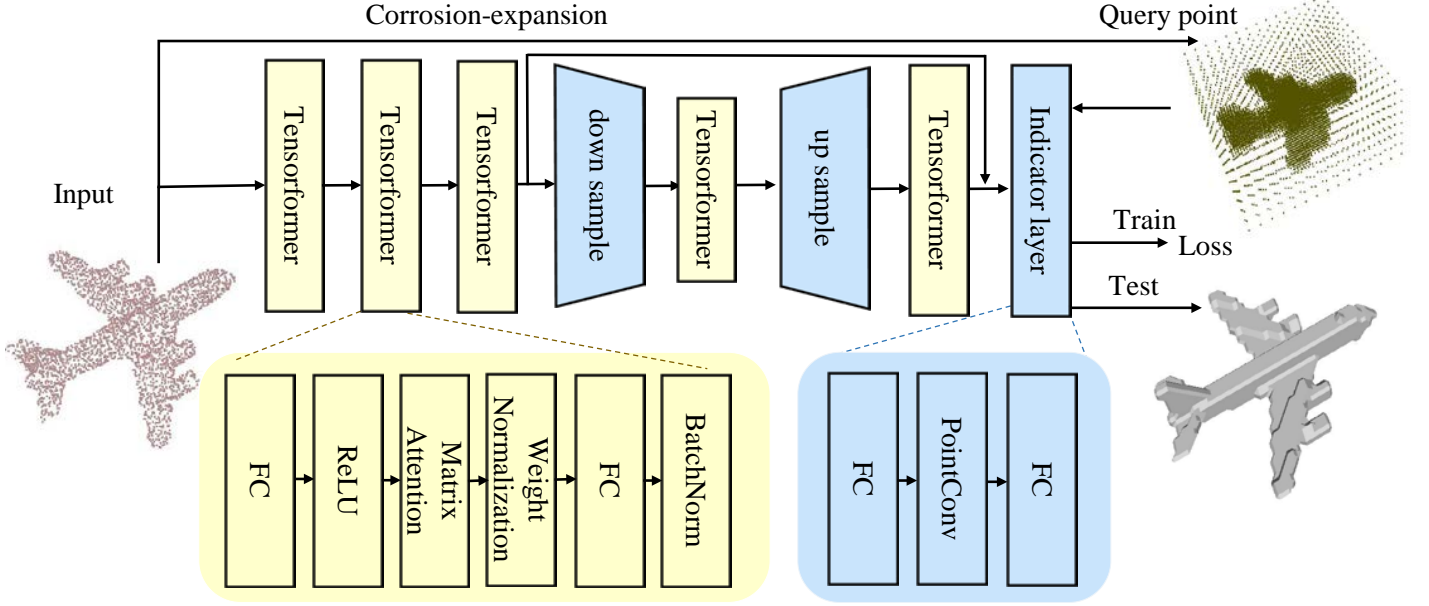 Corrosion-expansion
Query point
Input
Tensorformer
Tensorformer
Tensorformer
down sample
Tensorformer
up sample
Tensorformer
Indicator layer
Train
Loss
Test
FC
ReLU
Matrix
Attention
Weight
Normalization
FC
BatchNorm
FC
PointConv
FC